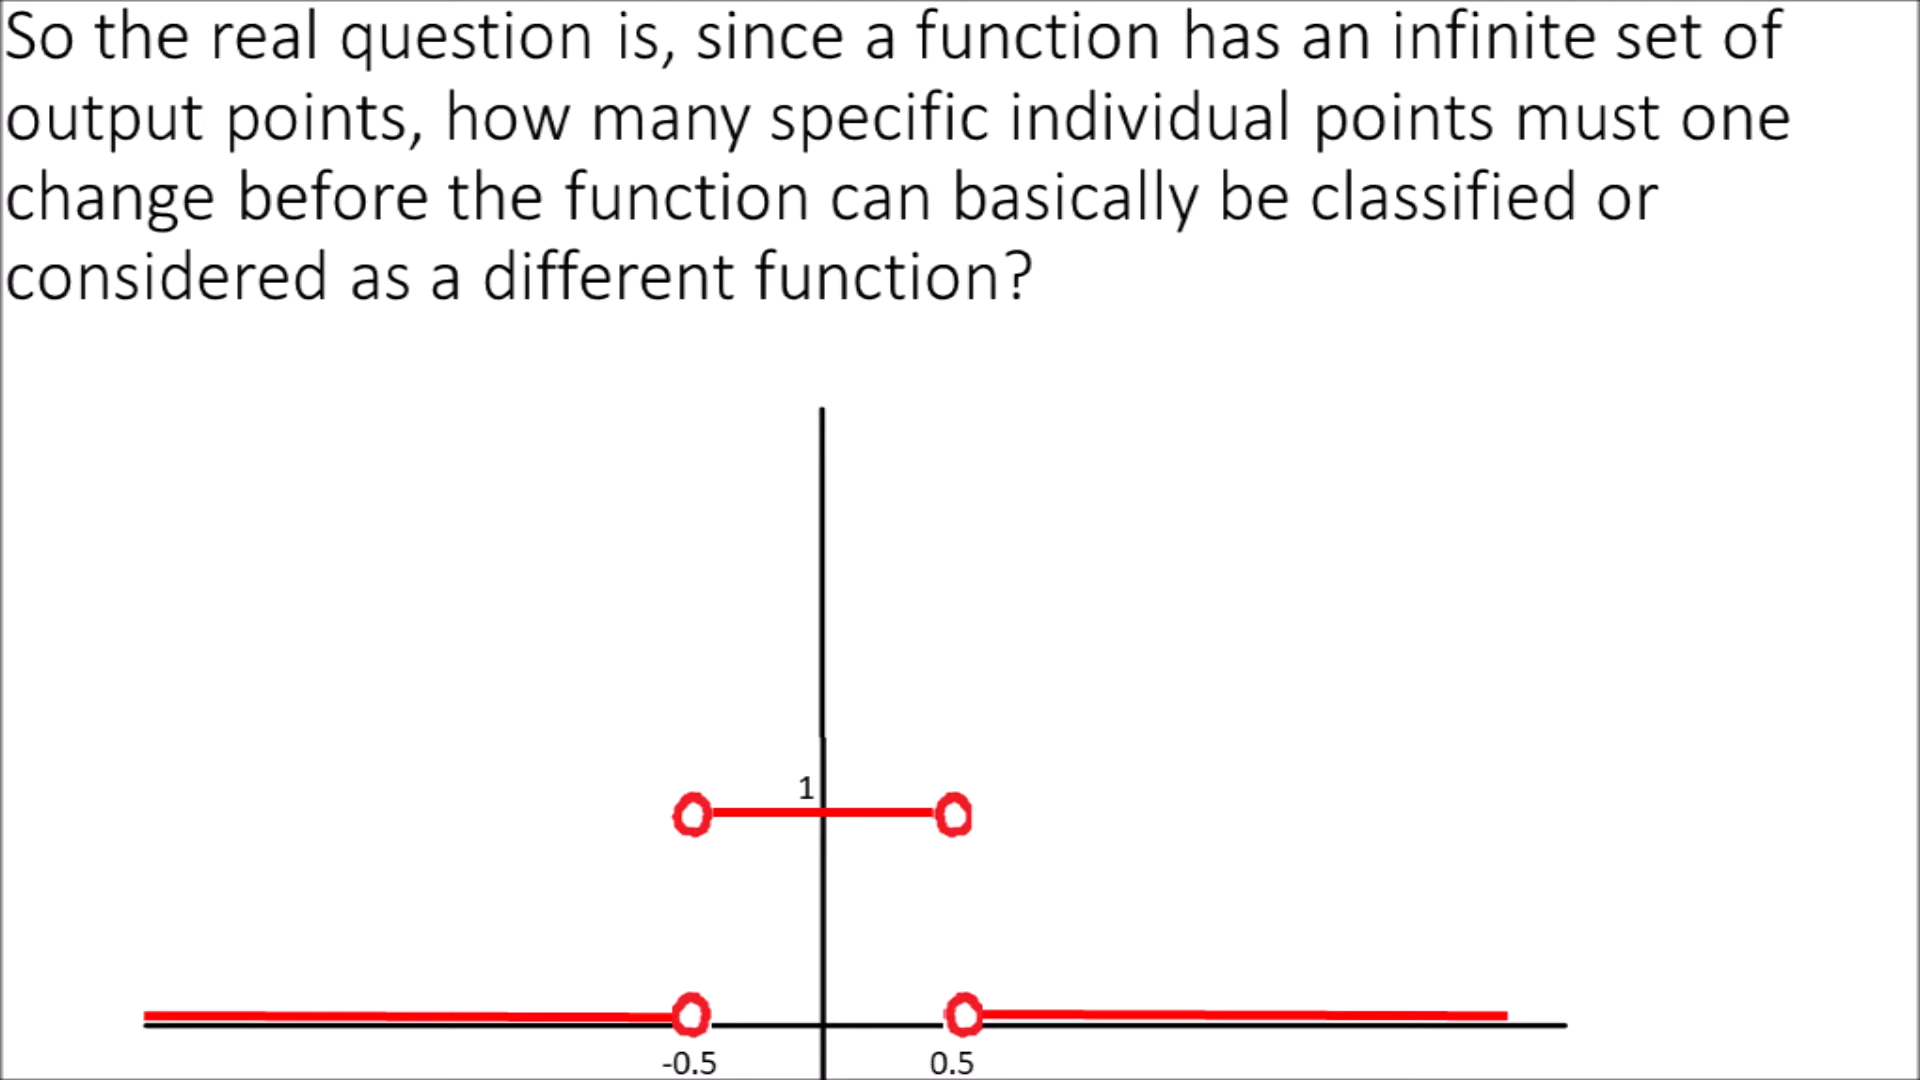 So the real question is, since a function has an infinite set of
output points, how many specific individual points must one
change before the function can basically be classified or
considered as a different function?
1
-0.5
0.5